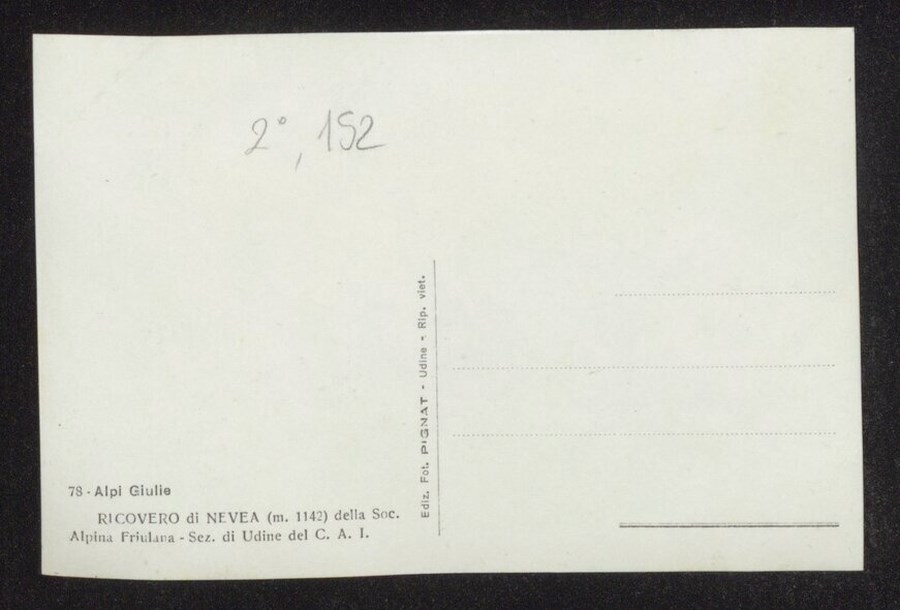 2°, 152
Ediz. Fot. PIGNAT - Udine - Rip. viet.
78 - Alpi Giulie
RICOVERO di NEVEA (m. 1142) della Soc.
Alpina Friulana - Sez. di Udine del C. A. I.